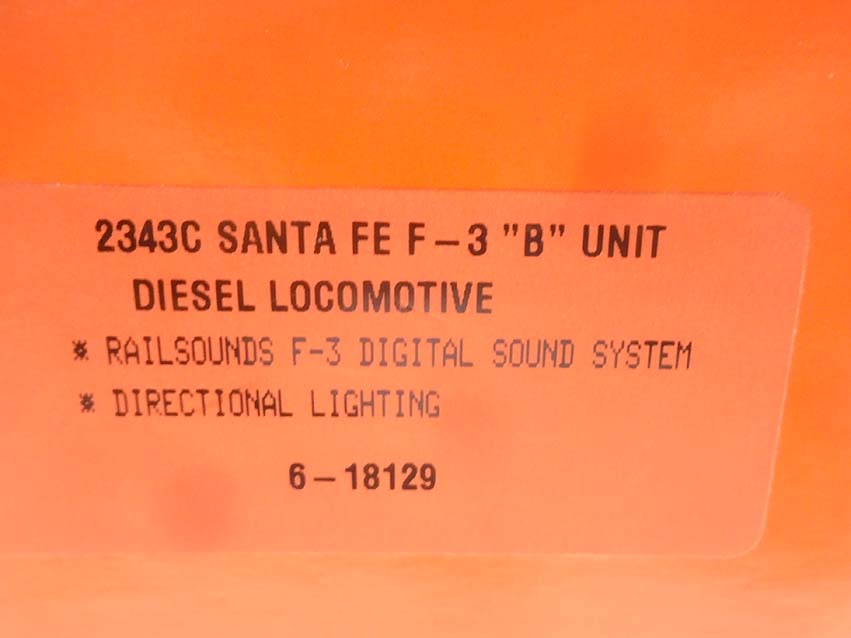 2343C SANTA FE F-3 "B" UNIT
DIESEL LOCOMOTIVE
* RAILSOUNDS F-3 DIGITAL SOUND SYSTEM
* DIRECTIONAL LIGHTING
6-18129